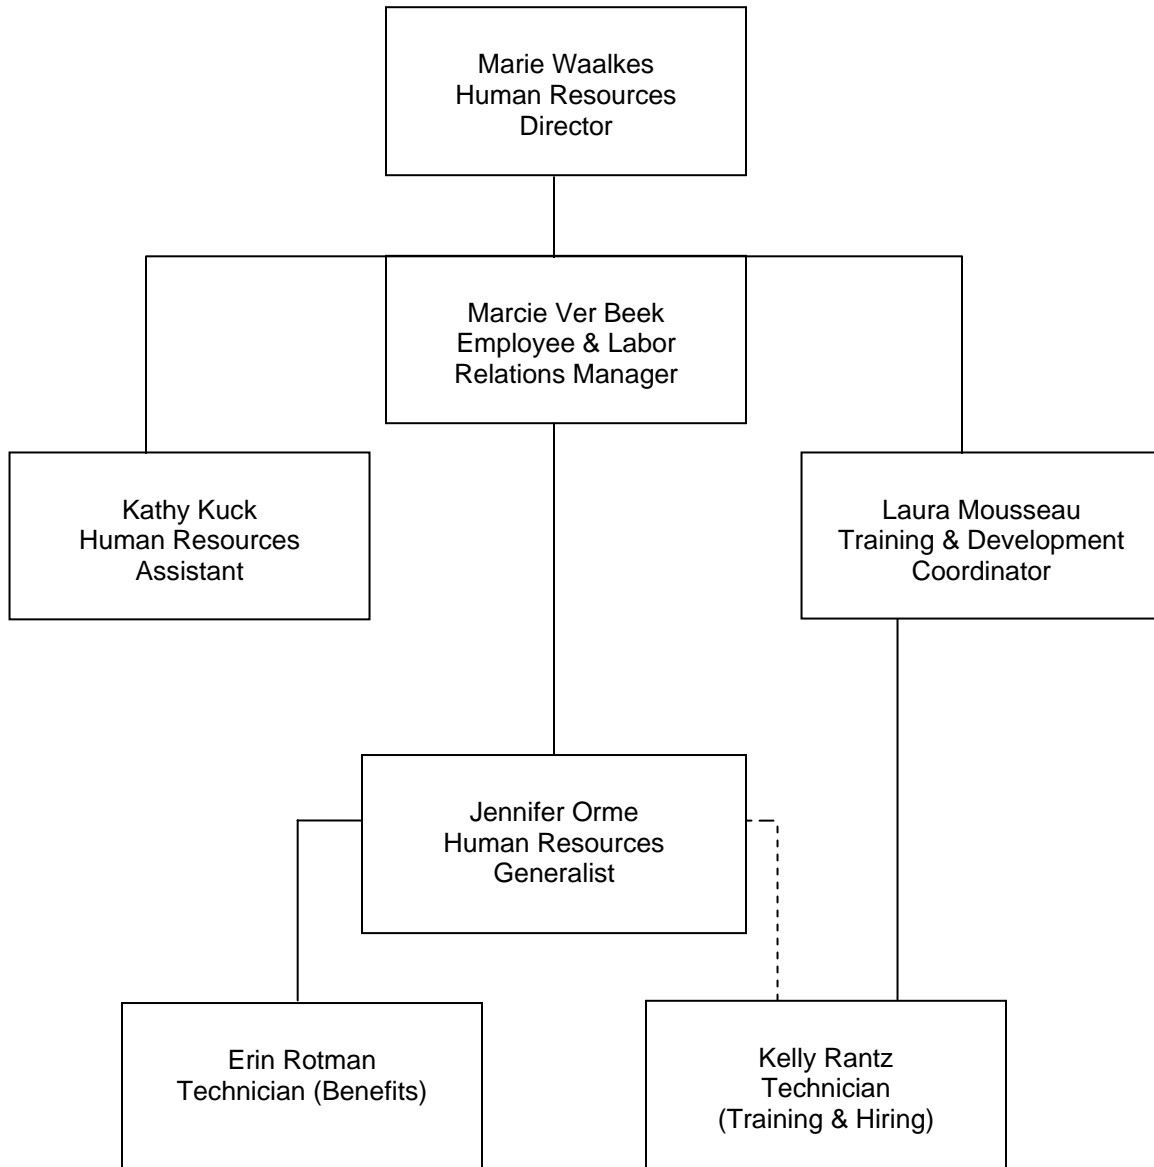 Marie Waalkes
Human Resources
Director
Marcie Ver Beek
Employee & Labor
Relations Manager
Kathy Kuck
Human Resources
Assistant
Laura Mousseau
Training & Development
Coordinator
Jennifer Orme
Human Resources
Generalist
Erin Rotman
Technician (Benefits)
Kelly Rantz
Technician
(Training & Hiring)